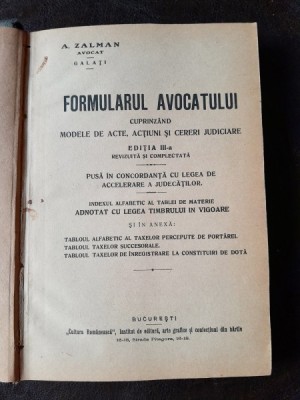 A. ZALMAN
AVOCAT
GALAȚI
FORMULARUL AVOCATULUI
CUPRINZÂND
MODELE DE ACTE, ACȚIUNI ȘI CERERI JUDICIARE
EDIȚIA III-a
REVIZUITĂ ȘI COMPLECTATĂ
PUSĂ ÎN CONCORDANȚĂ CU LEGEA DE
ACCELERARE A JUDECĂȚILOR.
INDEXUL ALFABETIC AL TABLEI DE MATERIE
ADNOTAT CU LEGEA TIMBRULUI IN VIGOARE
ȘI IN ANEXĂ:
TABLOUL ALFABETIC AL TAXELOR PERCEPUTE DE PORTĂREI.
TABLOUL TAXELOR SUCCESORALE.
TABLOUL TAXELOR DE ÎNREGISTRARE LA CONSTITUIRI DE DOTĂ
BUCUREȘTI
„Cultura Românească", Institut de editură, arte grafice și confecțiuni din hârtie
Strada